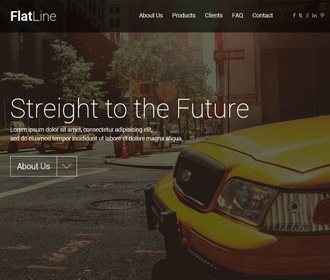 FlatLine
About Us Products Clients FAQ Contact
Streight to the Future
Lorem ipsum dolor sit amet, consectetur adipisicing elit,
sed do eiusmod tempor incididunt ut labore et dolore magna aliqua.
About Us